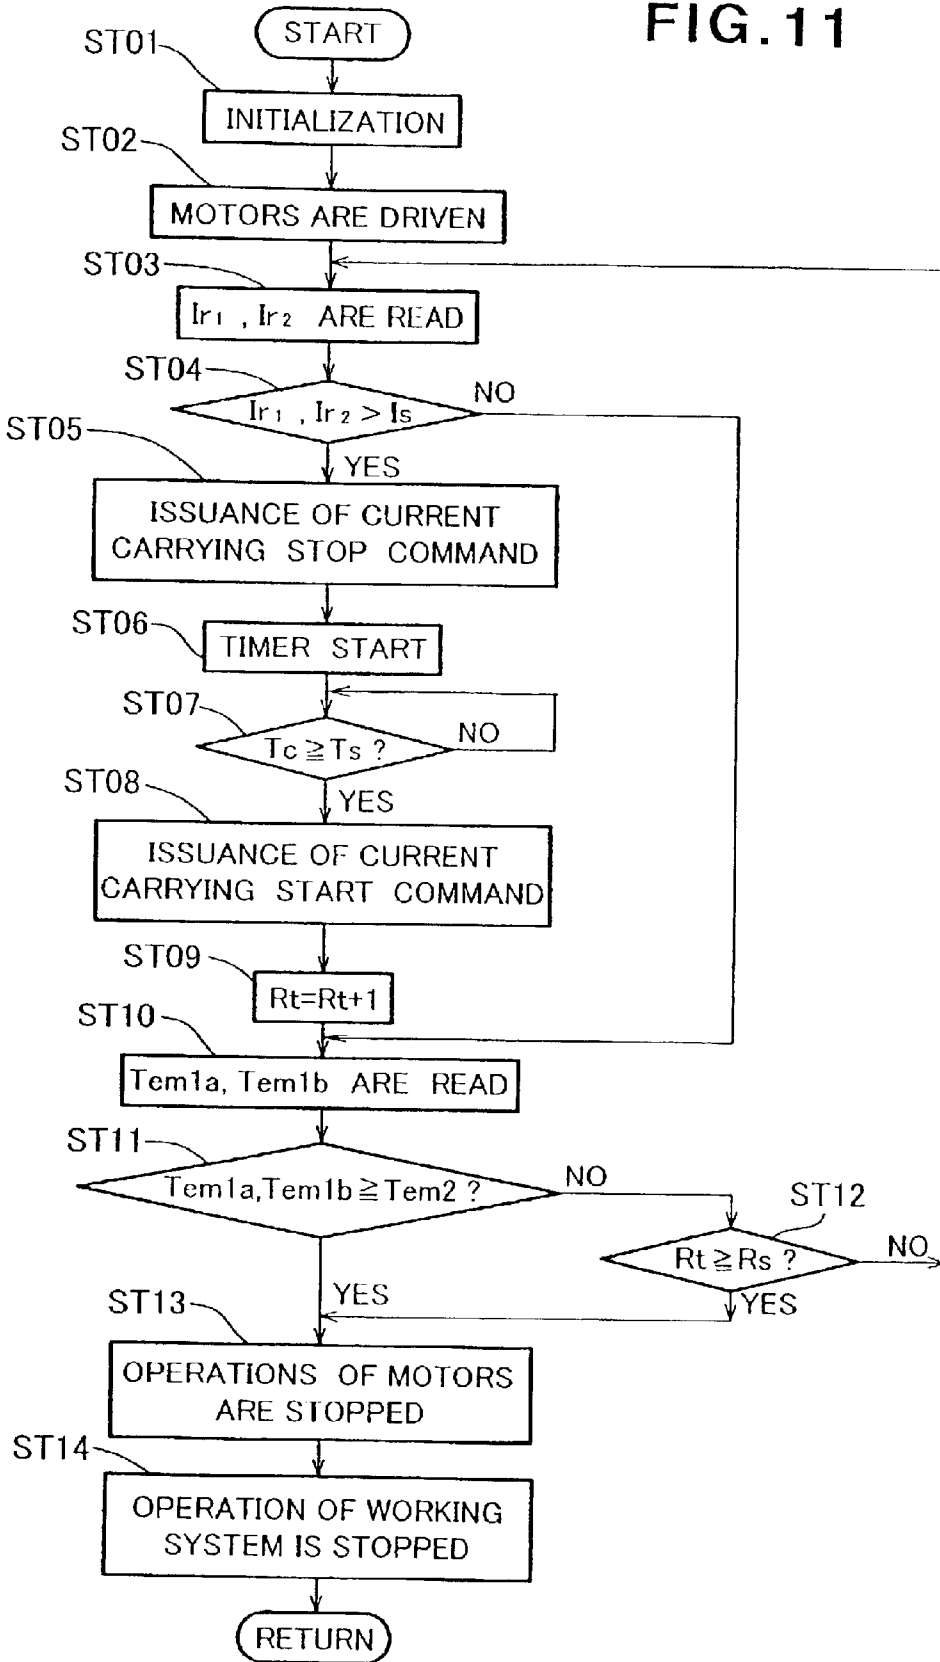 FIG.11
START
ST01
INITIALIZATION
ST02
MOTORS ARE DRIVEN
ST03
Ir1 , Ir2 ARE READ
ST04
Ir1 , Ir2 > Is
NO
YES
ST05
ISSUANCE OF CURRENT
CARRYING STOP COMMAND
ST06
TIMER START
ST07
Tc ≧ Ts ?
NO
YES
ST08
ISSUANCE OF CURRENT
CARRYING START COMMAND
ST09
Rt=Rt+1
ST10
Tem1a, Tem1b ARE READ
ST11
Tem1a,Tem1b ≧ Tem2 ?
NO
YES
ST12
Rt ≧ Rs ?
NO
YES
ST13
OPERATIONS OF MOTORS
ARE STOPPED
ST14
OPERATION OF WORKING
SYSTEM IS STOPPED
RETURN